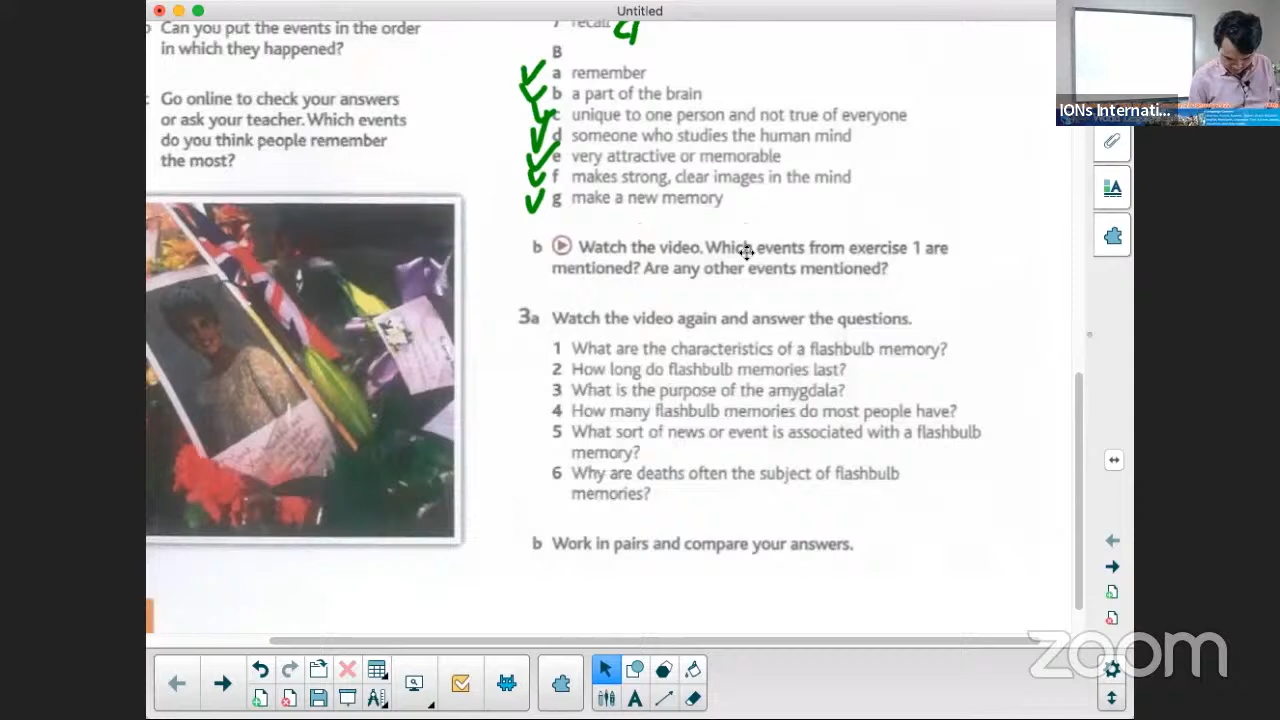 Untitled
Can you put the events in the order
in which they happened?
Go online to check your answers
or ask your teacher. Which events
do you think people remember
the most?
7 recall
B
a remember
b a part of the brain
c unique to one person and not true of everyone
d someone who studies the human mind
e very attractive or memorable
f makes strong, clear images in the mind
g make a new memory
b Watch the video. Which events from exercise 1 are
mentioned? Are any other events mentioned?
3a Watch the video again and answer the questions.
1 What are the characteristics of a flashbulb memory?
2 How long do flashbulb memories last?
3 What is the purpose of the amygdala?
4 How many flashbulb memories do most people have?
5 What sort of news or event is associated with a flashbulb
memory?
6 Why are deaths often the subject of flashbulb
memories?
b Work in pairs and compare your answers.
IONs Internati...
zoom